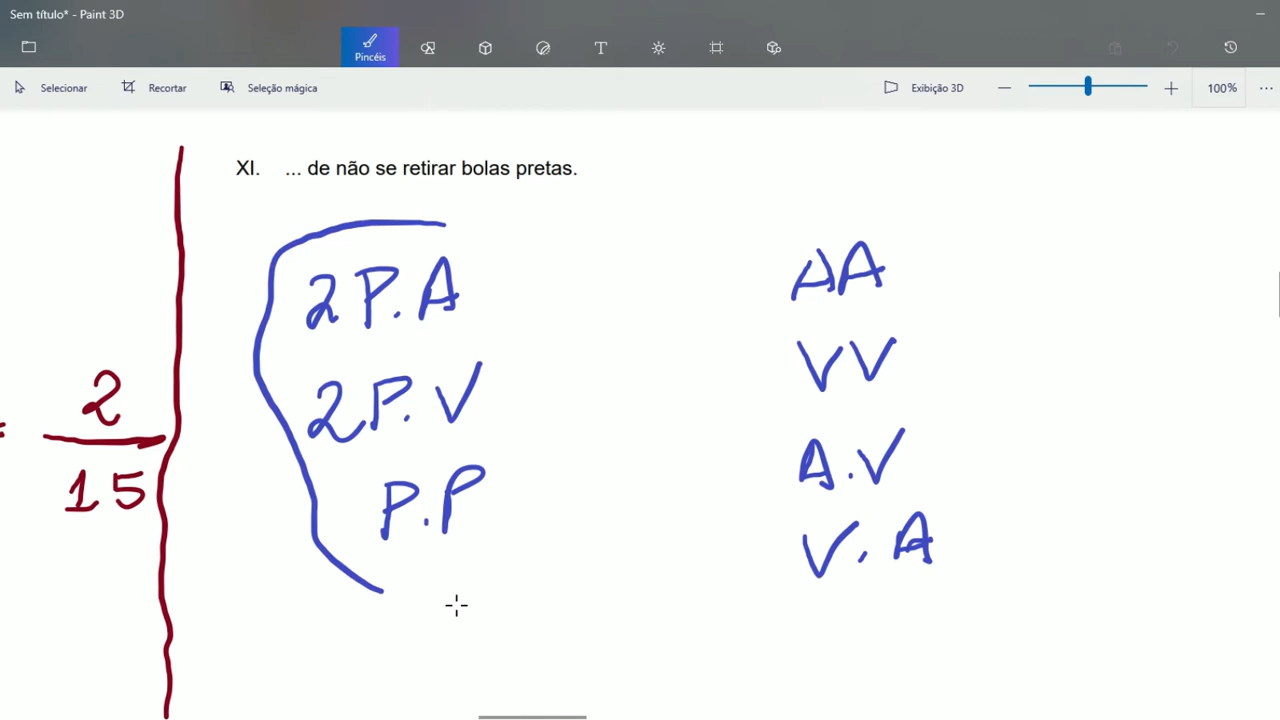 Sem título* - Paint 3D
Pincéis
Selecionar Recortar Seleção mágica Exibição 3D 100%
XI. ... de não se retirar bolas pretas.
2P.A
2P.V
P.P
AA
VV
A.V
V.A
= 2
15